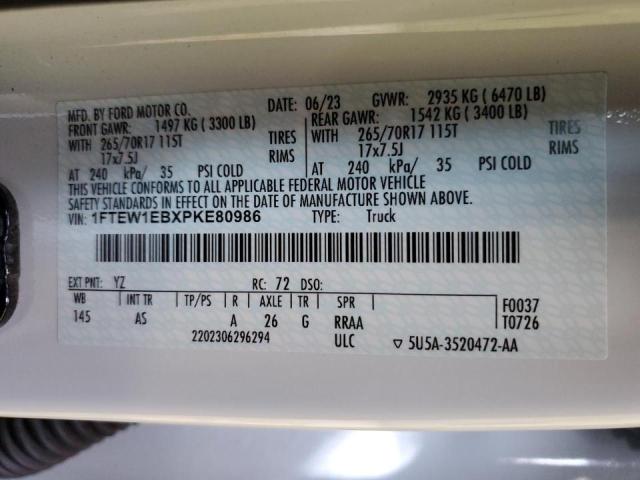 MFD. BY FORD MOTOR CO. DATE: 06/23 GVWR: 2935 KG ( 6470 LB)
FRONT GAWR: 1497 KG ( 3300 LB) REAR GAWR: 1542 KG ( 3400 LB)
WITH 265/70R17 115T TIRES WITH 265/70R17 115T TIRES
17x7.5J RIMS 17x7.5J RIMS
AT 240 kPa/ 35 PSI COLD AT 240 kPa/ 35 PSI COLD
THIS VEHICLE CONFORMS TO ALL APPLICABLE FEDERAL MOTOR VEHICLE
SAFETY STANDARDS IN EFFECT ON THE DATE OF MANUFACTURE SHOWN ABOVE.
VIN: 1FTEW1EBXPKE80986 TYPE: Truck
EXT PNT: YZ RC: 72 DSO:
WB INT TR TP/PS R AXLE TR SPR F0037
145 AS A 26 G RRAA T0726
2202306296294 ULC ▽ 5U5A-3520472-AA